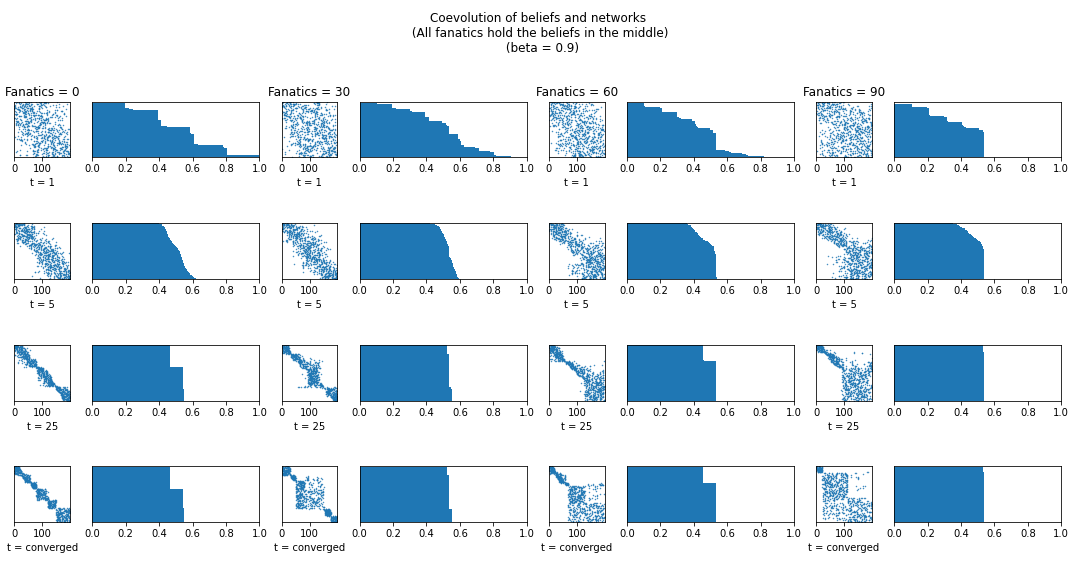 Coevolution of beliefs and networks
(All fanatics hold the beliefs in the middle)
(beta = 0.9)
Fanatics = 0
Fanatics = 30
Fanatics = 60
Fanatics = 90
0 100 0.0 0.2 0.4 0.6 0.8 1.0 0 100 0.0 0.2 0.4 0.6 0.8 1.0 0 100 0.0 0.2 0.4 0.6 0.8 1.0 0 100 0.0 0.2 0.4 0.6 0.8 1.0
t = 1 t = 1 t = 1 t = 1
0 100 0.0 0.2 0.4 0.6 0.8 1.0 0 100 0.0 0.2 0.4 0.6 0.8 1.0 0 100 0.0 0.2 0.4 0.6 0.8 1.0 0 100 0.0 0.2 0.4 0.6 0.8 1.0
t = 5 t = 5 t = 5 t = 5
0 100 0.0 0.2 0.4 0.6 0.8 1.0 0 100 0.0 0.2 0.4 0.6 0.8 1.0 0 100 0.0 0.2 0.4 0.6 0.8 1.0 0 100 0.0 0.2 0.4 0.6 0.8 1.0
t = 25 t = 25 t = 25 t = 25
0 100 0.0 0.2 0.4 0.6 0.8 1.0 0 100 0.0 0.2 0.4 0.6 0.8 1.0 0 100 0.0 0.2 0.4 0.6 0.8 1.0 0 100 0.0 0.2 0.4 0.6 0.8 1.0
t = converged t = converged t = converged t = converged